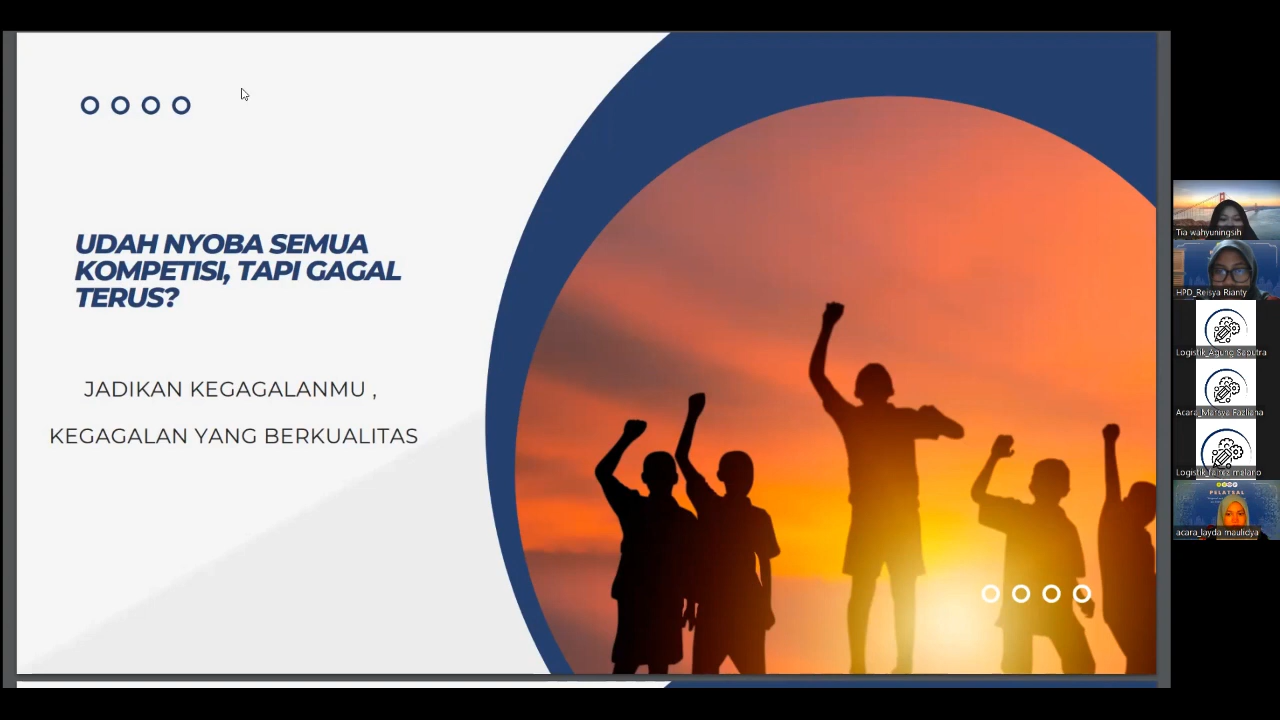 UDAH NYOBA SEMUA
KOMPETISI, TAPI GAGAL
TERUS?
JADIKAN KEGAGALANMU ,
KEGAGALAN YANG BERKUALITAS
Tia wahyuningsih
HPD_Reisya Rianty
Logistik_Agung Saputra
Acara_Marsya Fazliana
acara_layda maulidya
PELATSAL